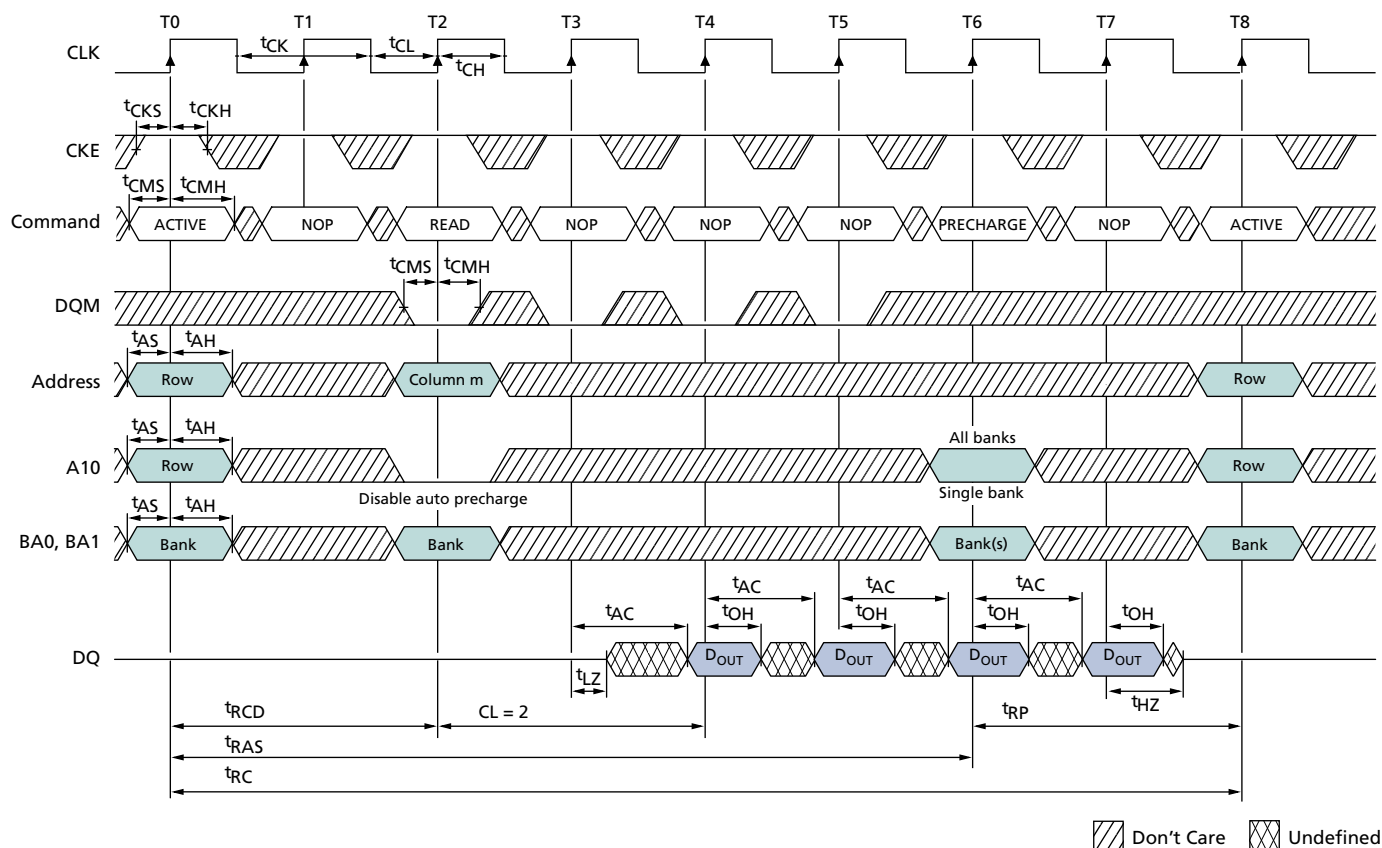 T0 T1 T2 T3 T4 T5 T6 T7 T8
CLK tCK tCL tCH
tCKS tCKH
CKE
tCMS tCMH
Command ACTIVE NOP READ NOP NOP NOP PRECHARGE NOP ACTIVE
tCMS tCMH
DQM
tAS tAH
Address Row Column m Row
tAS tAH All banks
A10 Row Row
Disable auto precharge Single bank
tAS tAH
BA0, BA1 Bank Bank Bank(s) Bank
tAC tAC tAC
tAC tOH tOH tOH tOH
DQ DOUT DOUT DOUT DOUT
tLZ tHZ
tRCD CL = 2 tRP
tRAS
tRC
Don't Care Undefined